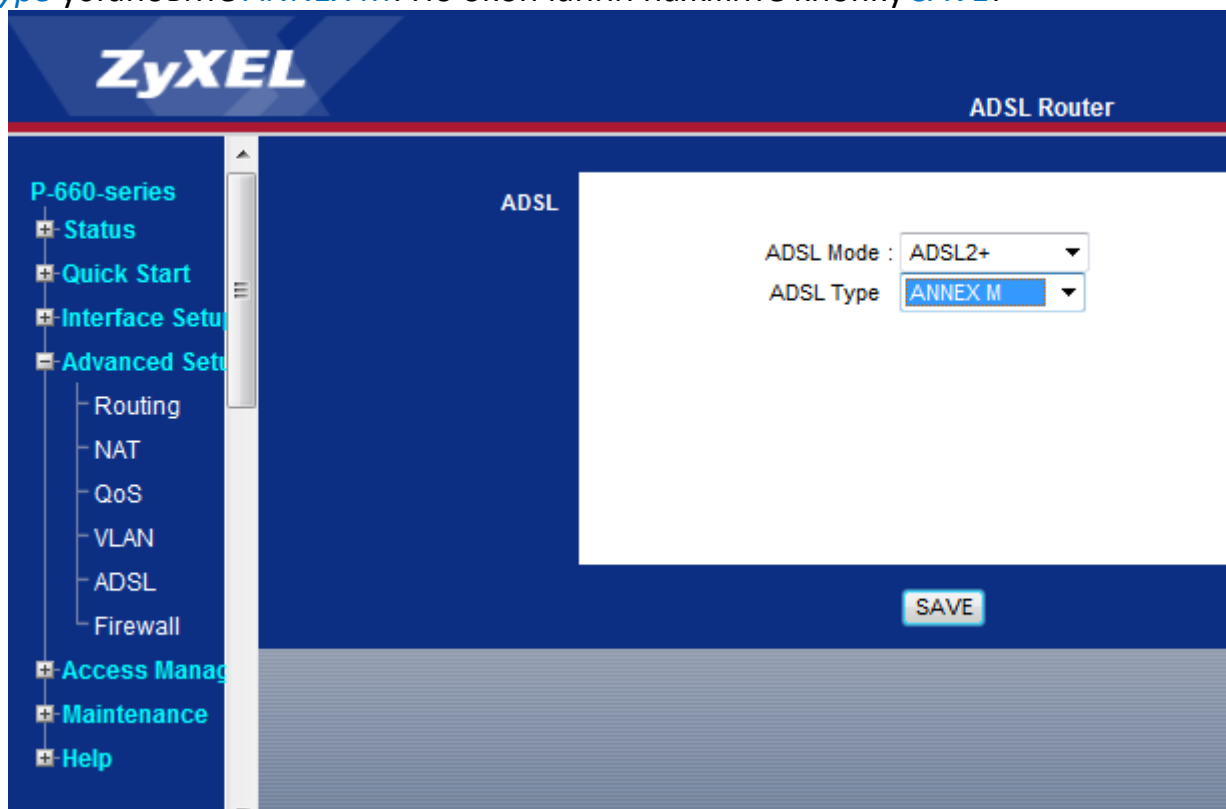 ZyXEL
ADSL Router
P-660-series
Status
Quick Start
Interface Setu
Advanced Setu
Routing
NAT
QoS
VLAN
ADSL
Firewall
Access Manag
Maintenance
Help
ADSL
ADSL Mode : ADSL2+
ADSL Type ANNEX M
SAVE